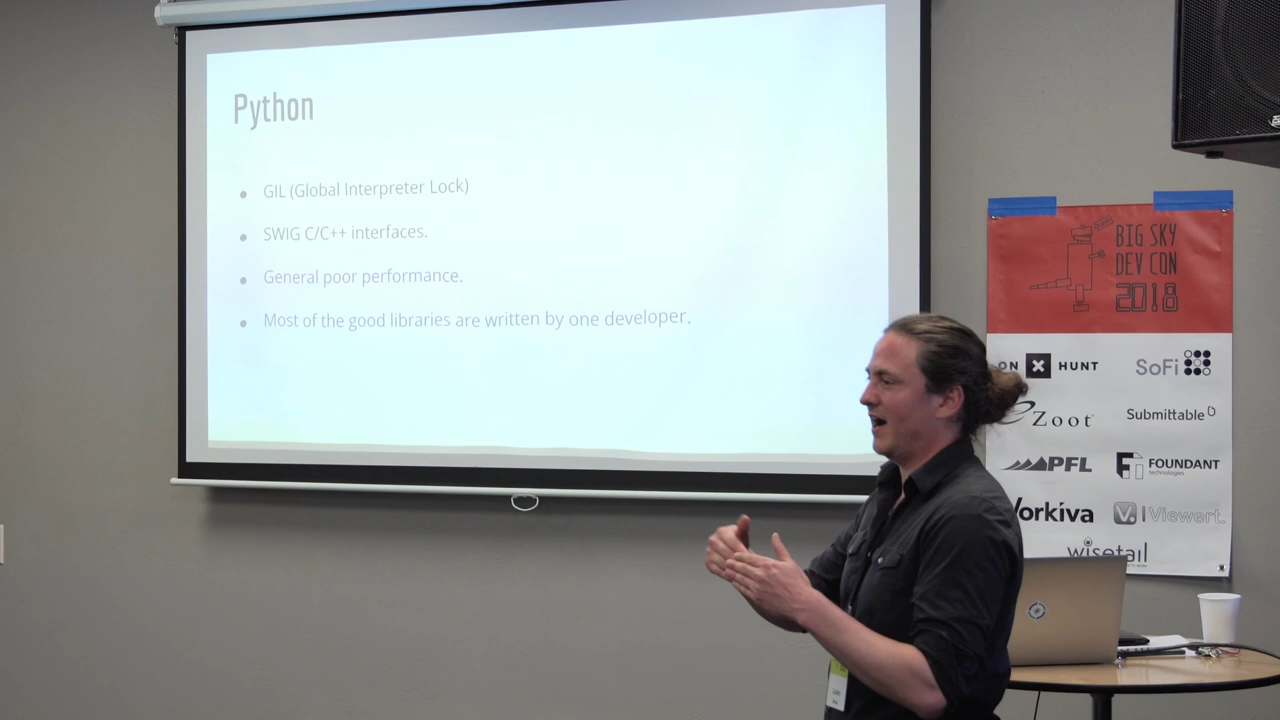 Python
GIL (Global Interpreter Lock)
SWIG C/C++ interfaces.
General poor performance.
Most of the good libraries are written by one developer.
BIG SKY
DEV CON
2018
ON X HUNT
SoFi
Zoot
Submittable
PFL
FOUNDANT
technologies
orkiva
V. I Viewert.
wisetail